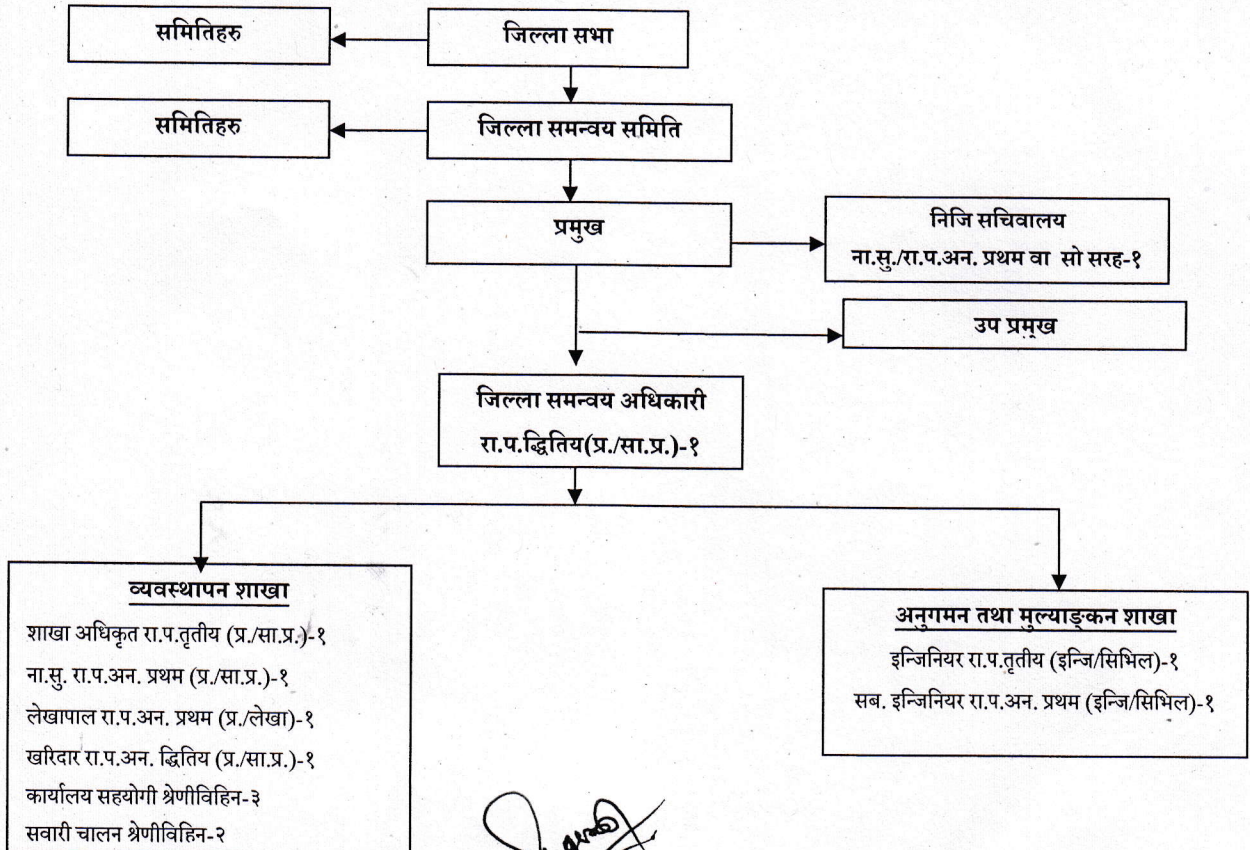 समितिहरु
जिल्ला सभा
समितिहरु
जिल्ला समन्वय समिति
प्रमुख
निजि सचिवालय
ना.सु./रा.प.अन. प्रथम वा सो सरह-१
उप प्रमुख
जिल्ला समन्वय अधिकारी
रा.प.द्धितिय(प्र./सा.प्र.)-१
व्यवस्थापन शाखा
शाखा अधिकृत रा.प.तृतीय (प्र./सा.प्र.)-१
ना.सु. रा.प.अन. प्रथम (प्र./सा.प्र.)-१
लेखापाल रा.प.अन. प्रथम (प्र./लेखा)-१
खरिदार रा.प.अन. द्धितिय (प्र./सा.प्र.)-१
कार्यालय सहयोगी श्रेणीविहिन-३
सवारी चालन श्रेणीविहिन-२
अनुगमन तथा मुल्याङ्कन शाखा
इन्जिनियर रा.प.तृतीय (इन्जि/सिभिल)-१
सब. इन्जिनियर रा.प.अन. प्रथम (इन्जि/सिभिल)-१